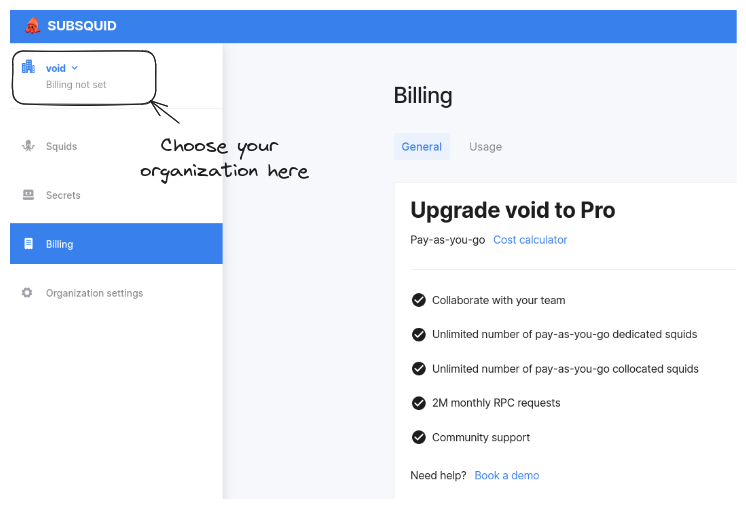 SUBSQUID
void
Billing not set
Choose your
organization here
Squids
Secrets
Billing
Organization settings
Billing
General Usage
Upgrade void to Pro
Pay-as-you-go Cost calculator
Collaborate with your team
Unlimited number of pay-as-you-go dedicated squids
Unlimited number of pay-as-you-go collocated squids
2M monthly RPC requests
Community support
Need help? Book a demo